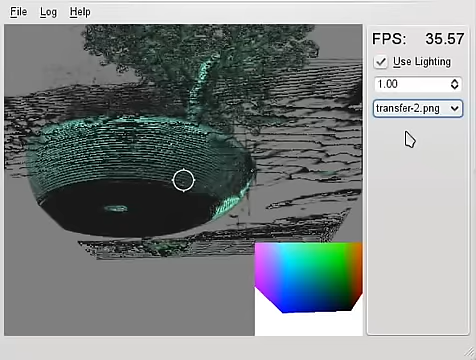 File Log Help
FPS: 35.57
Use Lighting
1.00
transfer-2.png